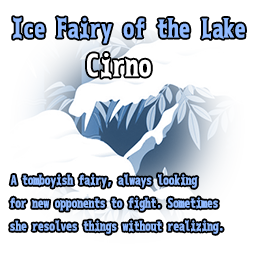 Ice Fairy of the Lake
Cirno
A tomboyish fairy, always looking
for new opponents to fight. Sometimes
she resolves things without realizing.